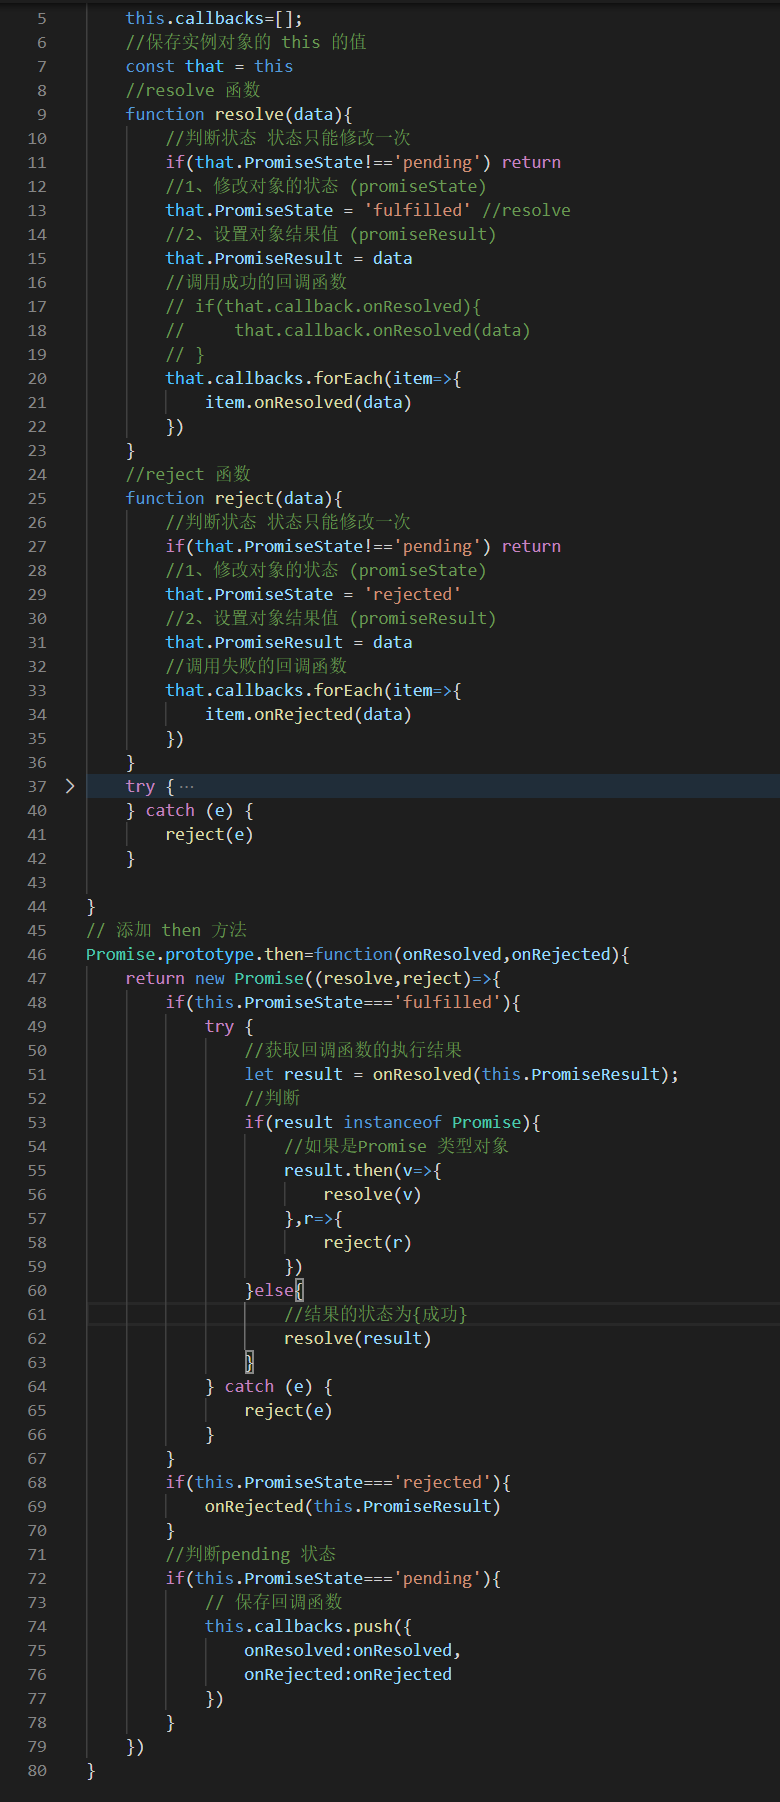 5 this.callbacks=[];
6 //保存实例对象的 this 的值
7 const that = this
8 //resolve 函数
9 function resolve(data){
10 //判断状态 状态只能修改一次
11 if(that.PromiseState!=='pending') return
12 //1、修改对象的状态 (promiseState)
13 that.PromiseState = 'fulfilled' //resolve
14 //2、设置对象结果值 (promiseResult)
15 that.PromiseResult = data
16 //调用成功的回调函数
17 // if(that.callback.onResolved){
18 //     that.callback.onResolved(data)
19 // }
20 that.callbacks.forEach(item=>{
21 item.onResolved(data)
22 })
23 }
24 //reject 函数
25 function reject(data){
26 //判断状态 状态只能修改一次
27 if(that.PromiseState!=='pending') return
28 //1、修改对象的状态 (promiseState)
29 that.PromiseState = 'rejected'
30 //2、设置对象结果值 (promiseResult)
31 that.PromiseResult = data
32 //调用失败的回调函数
33 that.callbacks.forEach(item=>{
34 item.onRejected(data)
35 })
36 }
37 try {···
40 } catch (e) {
41 reject(e)
42 }
43
44 }
45 // 添加 then 方法
46 Promise.prototype.then=function(onResolved,onRejected){
47 return new Promise((resolve,reject)=>{
48 if(this.PromiseState==='fulfilled'){
49 try {
50 //获取回调函数的执行结果
51 let result = onResolved(this.PromiseResult);
52 //判断
53 if(result instanceof Promise){
54 //如果是Promise 类型对象
55 result.then(v=>{
56 resolve(v)
57 },r=>{
58 reject(r)
59 })
60 }else{
61 //结果的状态为{成功}
62 resolve(result)
63 }
64 } catch (e) {
65 reject(e)
66 }
67 }
68 if(this.PromiseState==='rejected'){
69 onRejected(this.PromiseResult)
70 }
71 //判断pending 状态
72 if(this.PromiseState==='pending'){
73 // 保存回调函数
74 this.callbacks.push({
75 onResolved:onResolved,
76 onRejected:onRejected
77 })
78 }
79 })
80 }